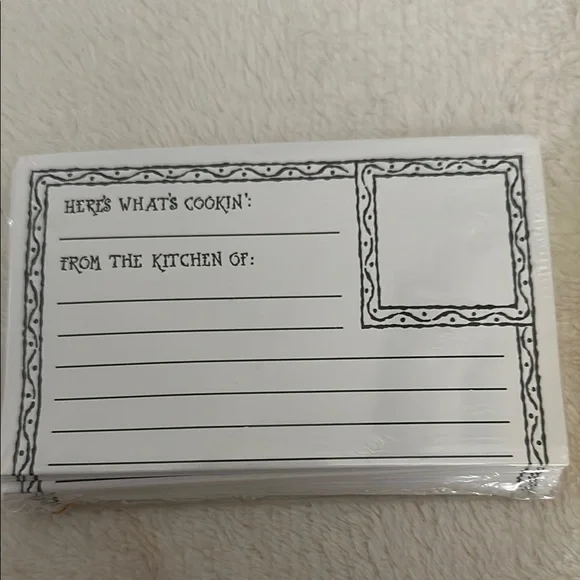 HERE'S WHAT'S COOKIN':
FROM THE KITCHEN OF: